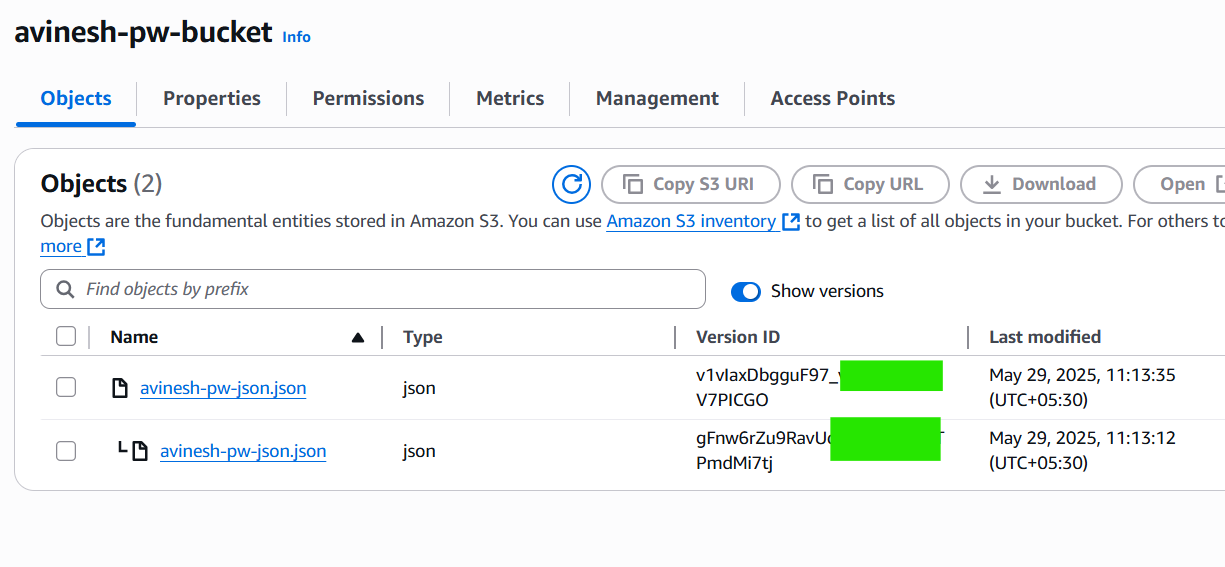 avinesh-pw-bucket Info
Objects Properties Permissions Metrics Management Access Points
Objects (2) Copy S3 URI Copy URL Download Open
Objects are the fundamental entities stored in Amazon S3. You can use Amazon S3 inventory to get a list of all objects in your bucket. For others to
more
Find objects by prefix Show versions
Name Type Version ID Last modified
avinesh-pw-json.json json v1vIaxDbgguF97_ May 29, 2025, 11:13:35
V7PICGO (UTC+05:30)
avinesh-pw-json.json json gFnw6rZu9RavU May 29, 2025, 11:13:12
PmdMi7tj (UTC+05:30)